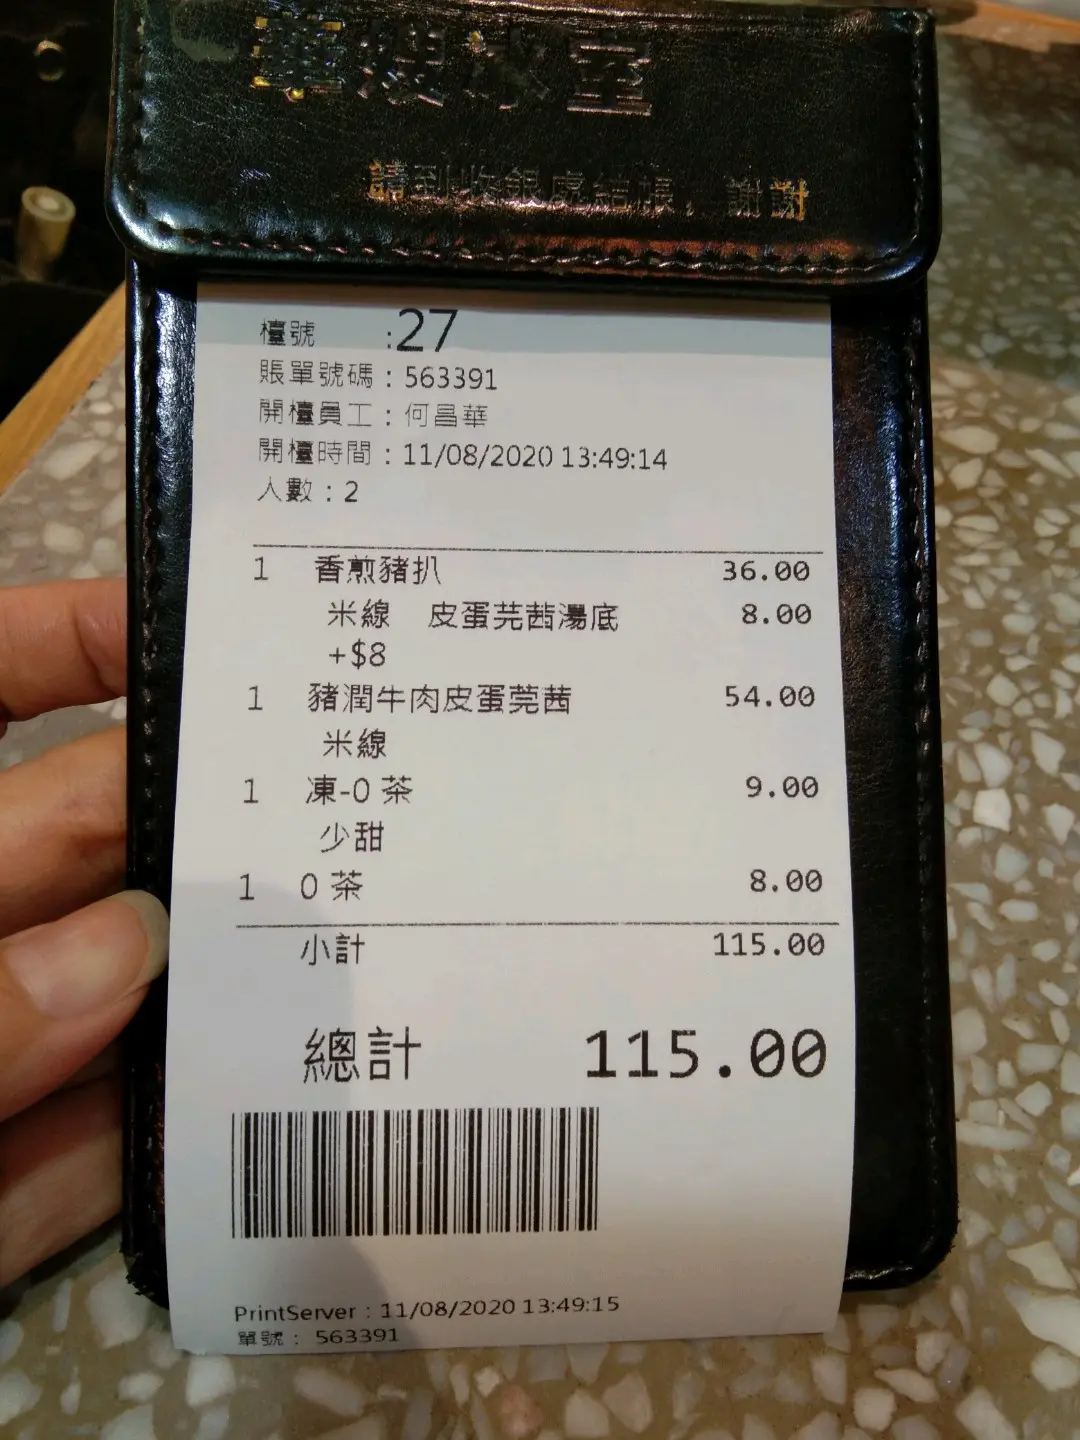 華嫂冰室
請到收銀處結帳，謝謝
檯號 :27
賬單號碼 : 563391
開檯員工 : 何昌華
開檯時間 : 11/08/2020 13:49:14
人數 : 2
1 香煎豬扒 36.00
米線 皮蛋芫茜湯底 8.00
+$8
1 豬潤牛肉皮蛋莞茜 54.00
米線
1 凍-0 茶 9.00
少甜
1 0 茶 8.00
小計 115.00
總計 115.00
PrintServer : 11/08/2020 13:49:15
單號 : 563391